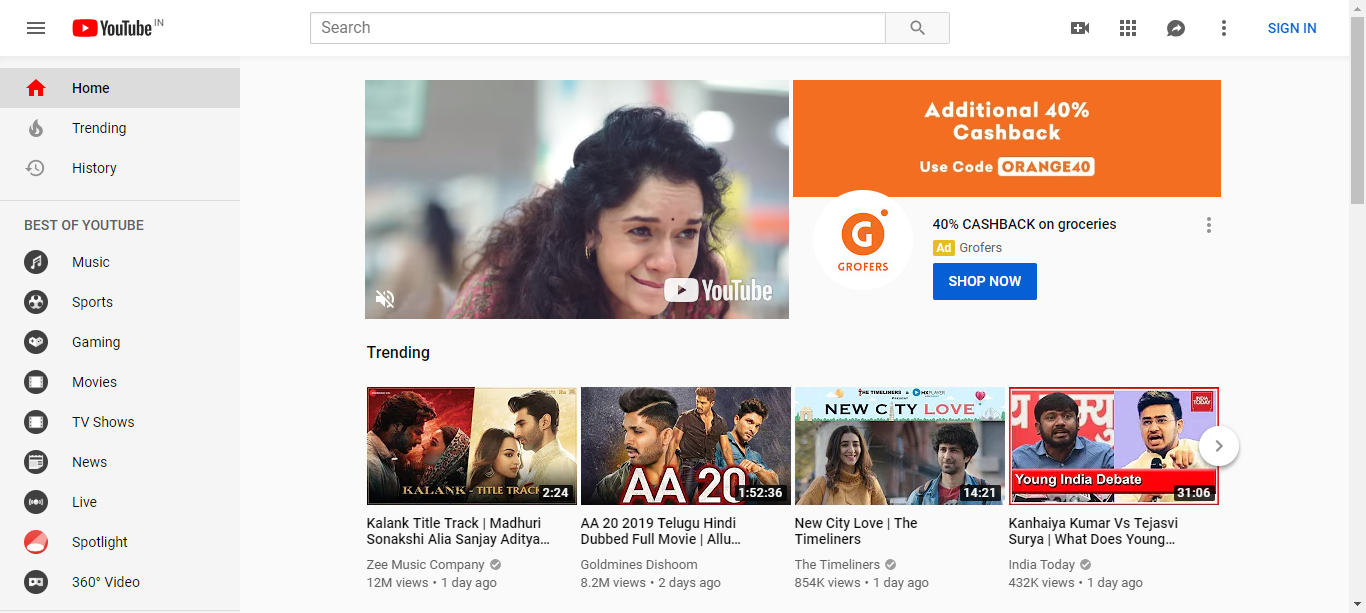 YouTube IN
Search
SIGN IN
Home
Trending
History
BEST OF YOUTUBE
Music
Sports
Gaming
Movies
TV Shows
News
Live
Spotlight
360° Video
YouTube
Additional 40%
Cashback
Use Code ORANGE40
G
GROFERS
40% CASHBACK on groceries
Ad Grofers
SHOP NOW
Trending
KALANK - TITLE TRACK
2:24
Kalank Title Track | Madhuri
Sonakshi Alia Sanjay Aditya...
Zee Music Company
12M views • 1 day ago
AA 20
1:52:36
AA 20 2019 Telugu Hindi
Dubbed Full Movie | Allu...
Goldmines Dishoom
8.2M views • 2 days ago
THE TIMELINERS & MX PLAYER
NEW CITY LOVE
14:21
New City Love | The
Timeliners
The Timeliners
854K views • 1 day ago
INDIA
TODAY
Young India Debate
31:06
Kanhaiya Kumar Vs Tejasvi
Surya | What Does Young...
India Today
432K views • 1 day ago